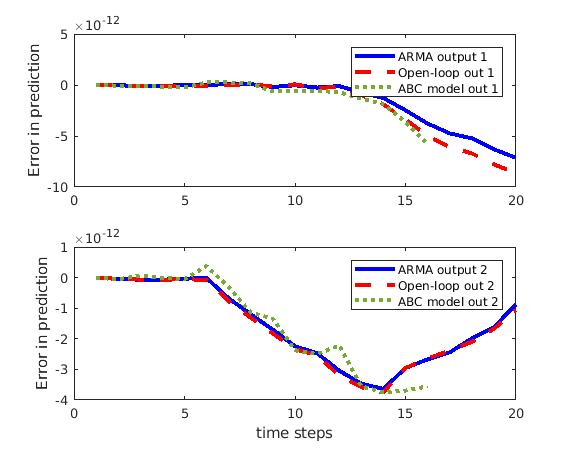 ×10⁻¹²
5
0
-5
-10
Error in prediction
ARMA output 1
Open-loop out 1
ABC model out 1
0 5 10 15 20
×10⁻¹²
1
0
-1
-2
-3
-4
Error in prediction
ARMA output 2
Open-loop out 2
ABC model out 2
0 5 10 15 20
time steps